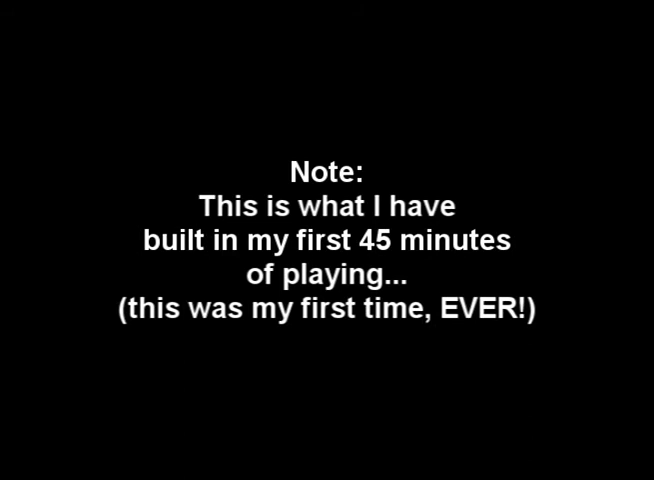 Note:
This is what I have
built in my first 45 minutes
of playing...
(this was my first time, EVER!)